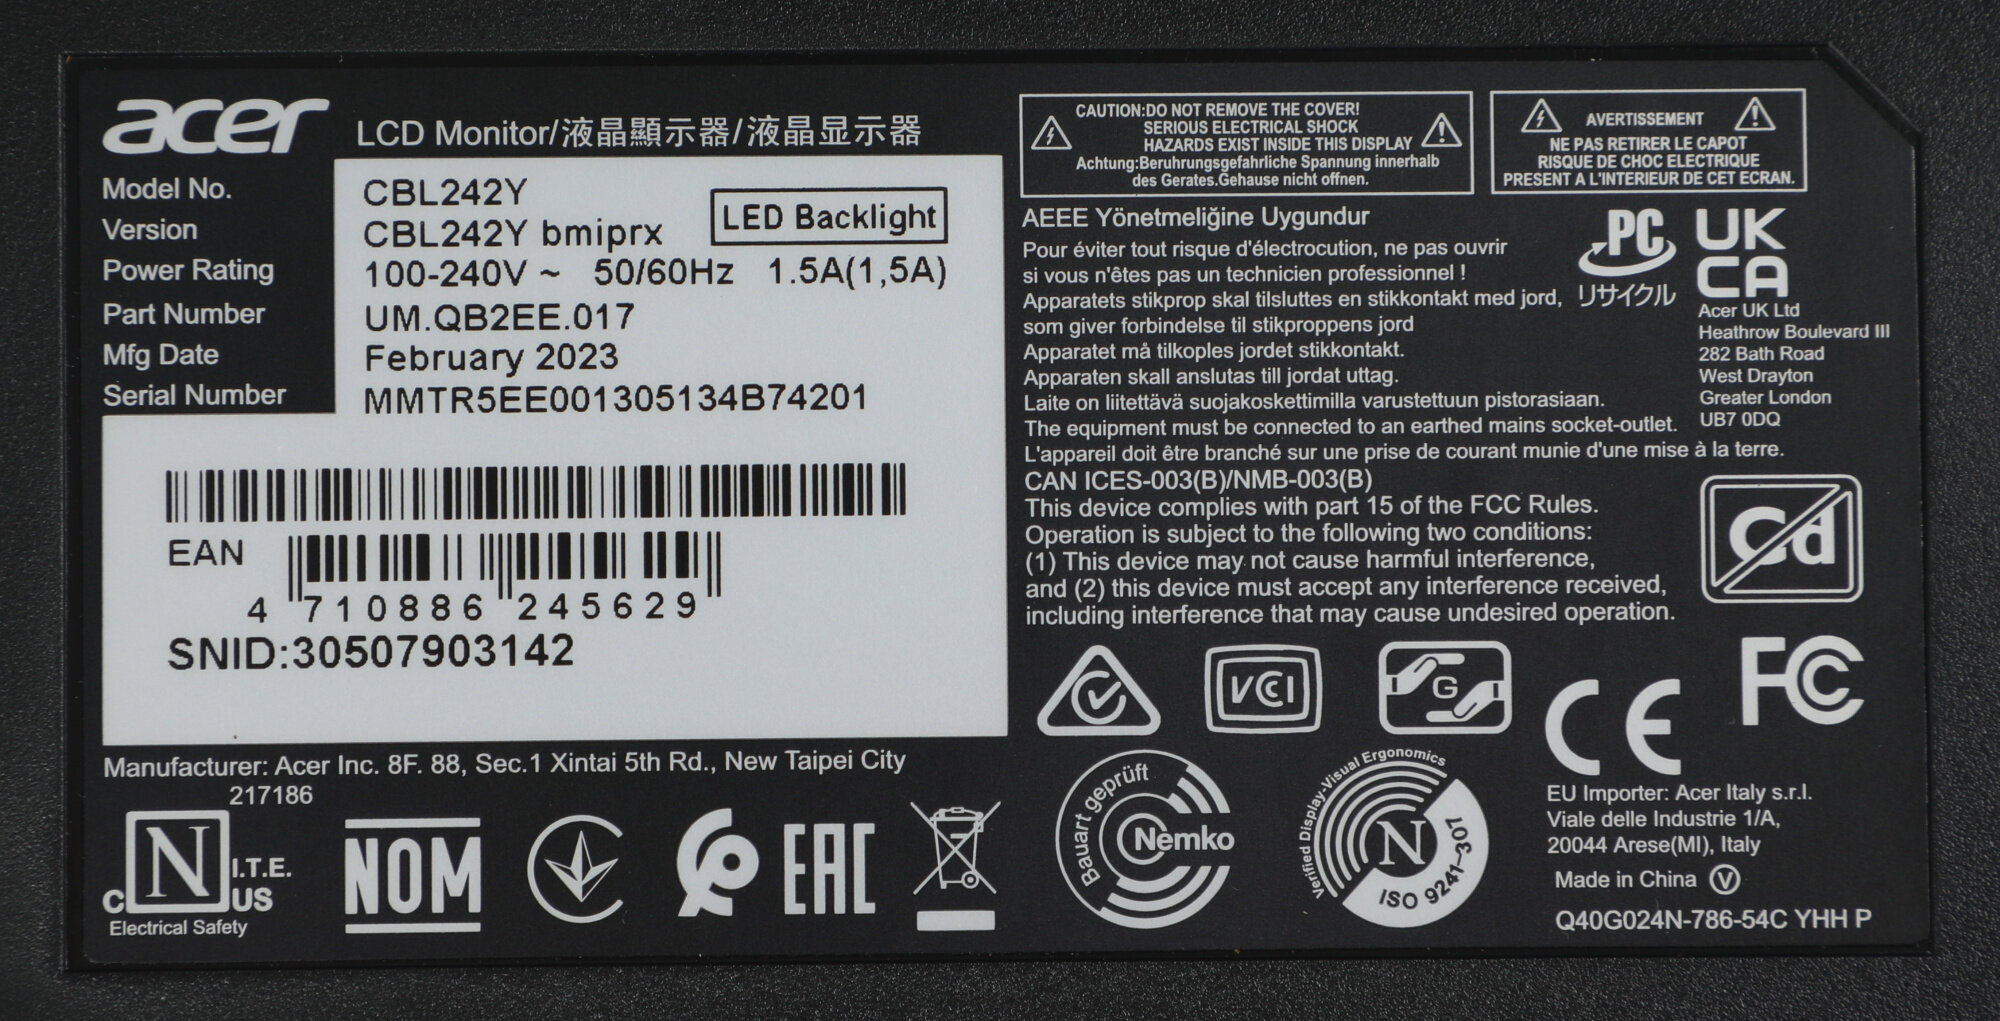 acer LCD Monitor/液晶顯示器/液晶显示器
Model No. CBL242Y
Version CBL242Y bmiprx
LED Backlight
Power Rating 100-240V ~ 50/60Hz 1.5A(1,5A)
Part Number UM.QB2EE.017
Mfg Date February 2023
Serial Number MMTR5EE001305134B74201
EAN
4 710886 245629
SNID:30507903142
Manufacturer: Acer Inc. 8F. 88, Sec.1 Xintai 5th Rd., New Taipei City
217186
N
I.T.E.
C US
Electrical Safety
NOM
EAC
CAUTION:DO NOT REMOVE THE COVER!
SERIOUS ELECTRICAL SHOCK
HAZARDS EXIST INSIDE THIS DISPLAY
Achtung:Beruhrungsgefahrliche Spannung innerhalb
des Gerates.Gehause nicht offnen.
AVERTISSEMENT
NE PAS RETIRER LE CAPOT
RISQUE DE CHOC ELECTRIQUE
PRESENT A L'INTERIEUR DE CET ECRAN.
AEEE Yönetmeliğine Uygundur
Pour éviter tout risque d'électrocution, ne pas ouvrir
si vous n'êtes pas un technicien professionnel !
Apparatets stikprop skal tilsluttes en stikkontakt med jord,
som giver forbindelse til stikproppens jord
Apparatet må tilkoples jordet stikkontakt.
Apparaten skall anslutas till jordat uttag.
Laite on liitettävä suojakoskettimilla varustettuun pistorasiaan.
The equipment must be connected to an earthed mains socket-outlet.
L'appareil doit être branché sur une prise de courant munie d'une mise à la terre.
PC
リサイクル
UK
CA
Acer UK Ltd
Heathrow Boulevard III
282 Bath Road
West Drayton
Greater London
UB7 0DQ
CAN ICES-003(B)/NMB-003(B)
This device complies with part 15 of the FCC Rules.
Operation is subject to the following two conditions:
(1) This device may not cause harmful interference,
and (2) this device must accept any interference received,
including interference that may cause undesired operation.
Cd
VCCI
G
CE
FC
Bauart geprüft
Nemko
Verified Display-Visual Ergonomics
N
ISO 9241-307
EU Importer: Acer Italy s.r.l.
Viale delle Industrie 1/A,
20044 Arese(MI), Italy
Made in China V
Q40G024N-786-54C YHH P